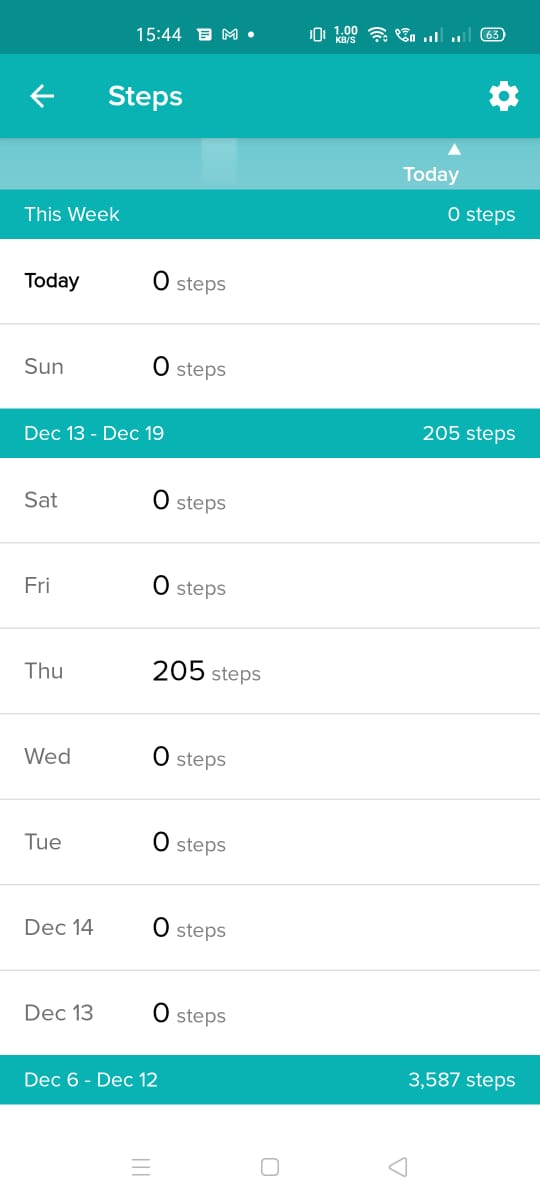 15:44 1.00 KB/S 63
Steps
Today
This Week 0 steps
Today 0 steps
Sun 0 steps
Dec 13 - Dec 19 205 steps
Sat 0 steps
Fri 0 steps
Thu 205 steps
Wed 0 steps
Tue 0 steps
Dec 14 0 steps
Dec 13 0 steps
Dec 6 - Dec 12 3,587 steps